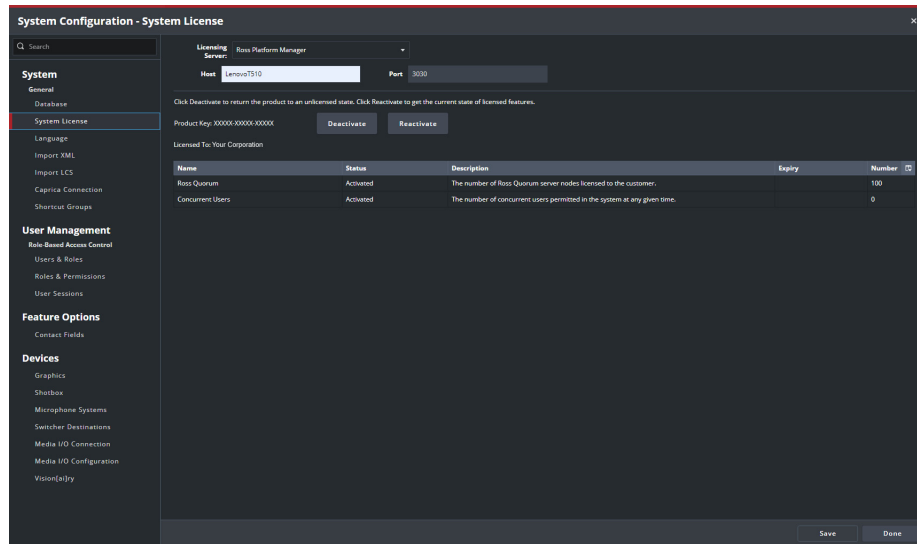 System Configuration - System License
×
Search
System
General
Database
System License
Language
Import XML
Import LCS
Caprica Connection
Shortcut Groups
User Management
Role-Based Access Control
Users & Roles
Roles & Permissions
User Sessions
Feature Options
Contact Fields
Devices
Graphics
Shotbox
Microphone Systems
Switcher Destinations
Media I/O Connection
Media I/O Configuration
Vision[ai]ry
Licensing Server: Ross Platform Manager
Host LenovoT510 Port 3030
Click Deactivate to return the product to an unlicensed state. Click Reactivate to get the current state of licensed features.
Product Key: XXXXX-XXXXX-XXXXX Deactivate Reactivate
Licensed To: Your Corporation
Name Status Description Expiry Number
Ross Quorum Activated The number of Ross Quorum server nodes licensed to the customer. 100
Concurrent Users Activated The number of concurrent users permitted in the system at any given time. 0
Save Done